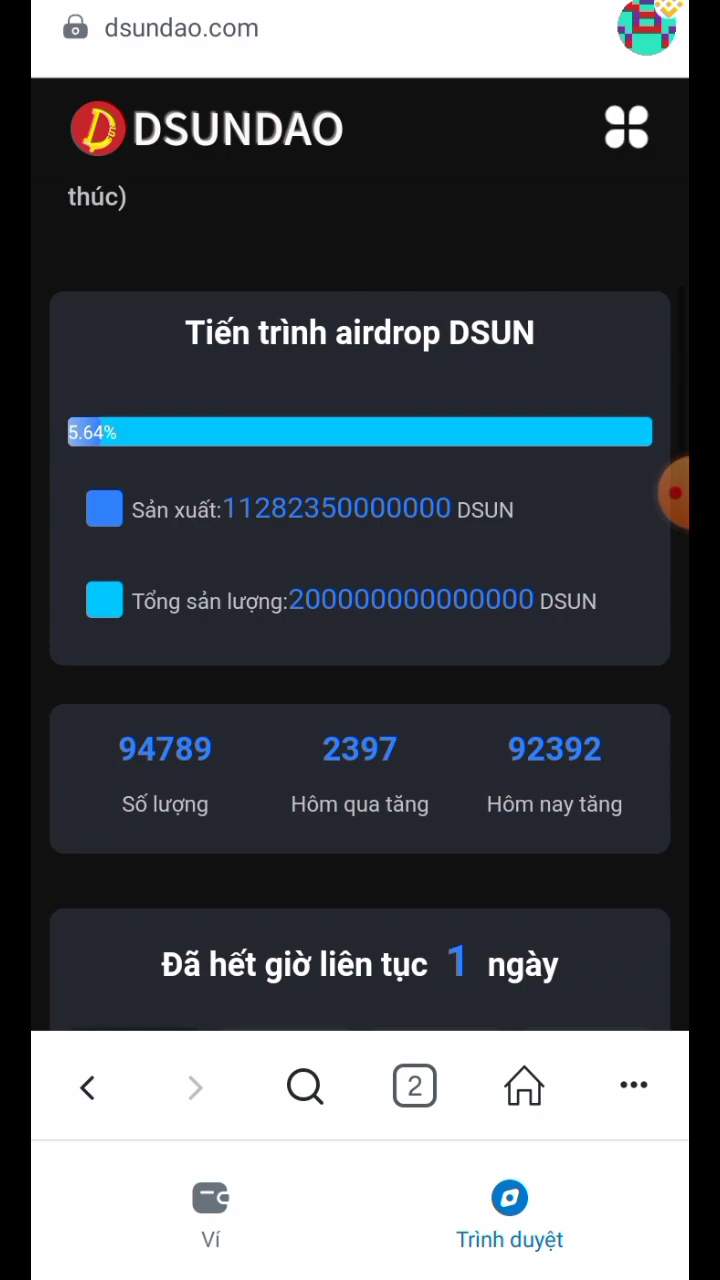 dsundao.com
DSUNDAO
thúc)
Tiến trình airdrop DSUN
5.64%
Sản xuất:11282350000000 DSUN
Tổng sản lượng:200000000000000 DSUN
94789 2397 92392
Số lượng Hôm qua tăng Hôm nay tăng
Đã hết giờ liên tục 1 ngày
2
Ví Trình duyệt